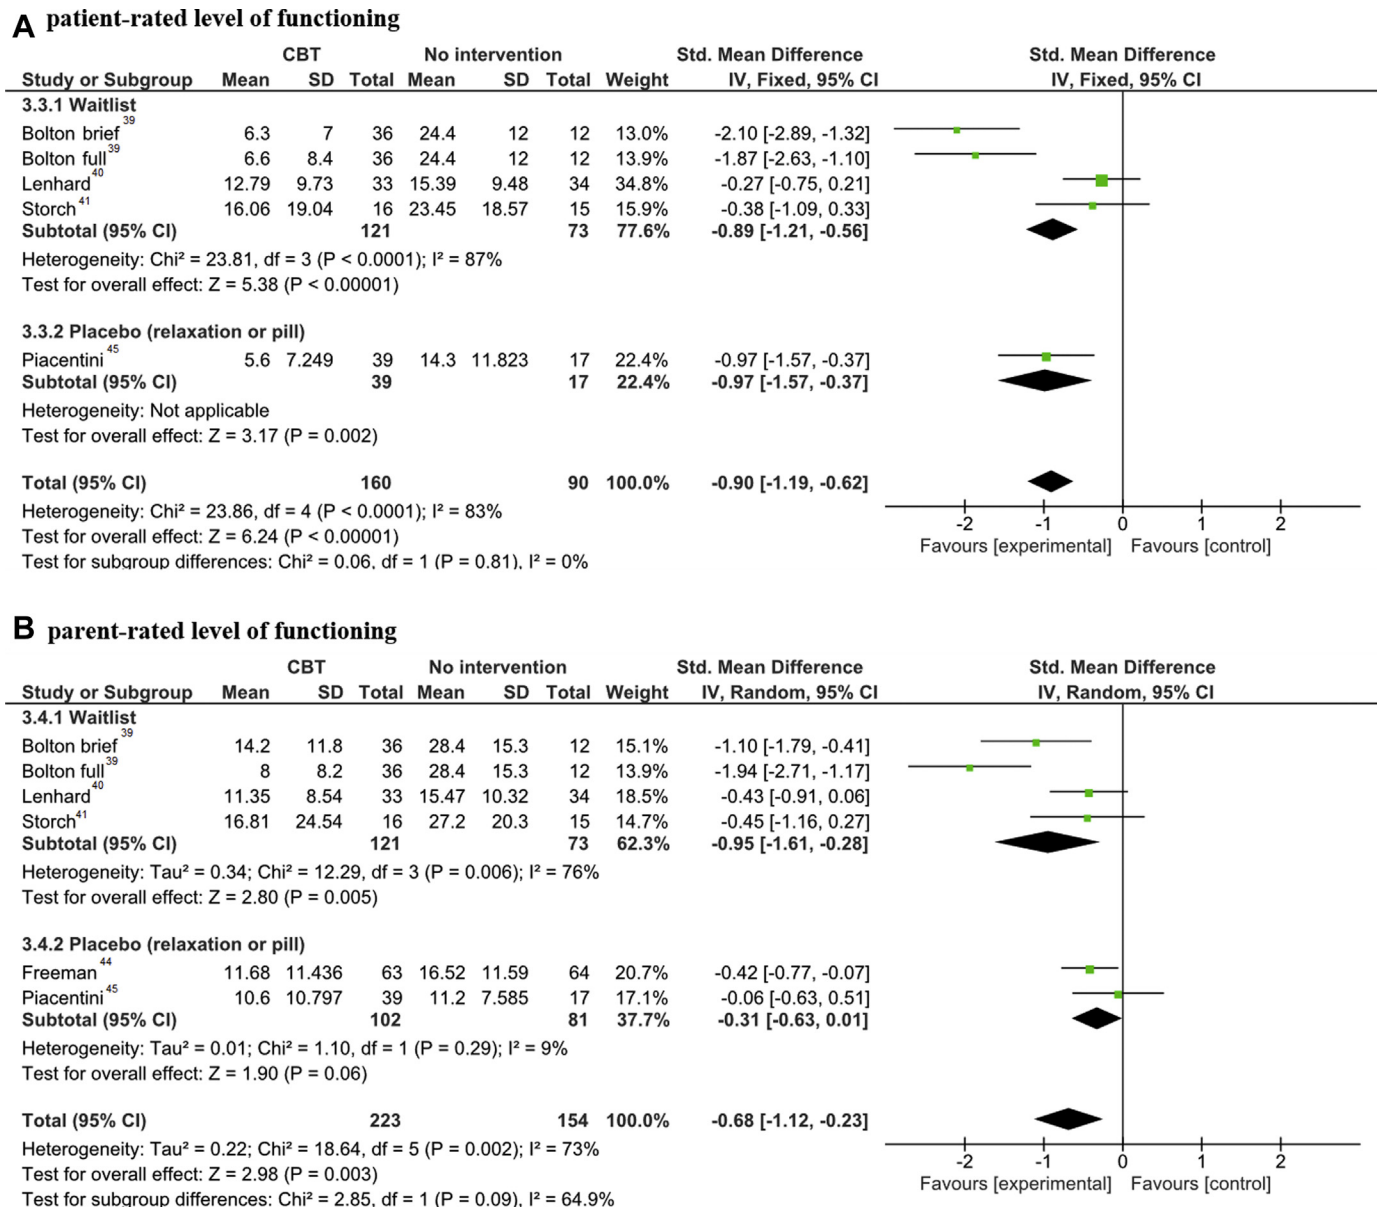 A patient-rated level of functioning
CBT No intervention Std. Mean Difference Std. Mean Difference
Study or Subgroup Mean SD Total Mean SD Total Weight IV, Fixed, 95% CI IV, Fixed, 95% CI
3.3.1 Waitlist
Bolton brief 39 6.3 7 36 24.4 12 12 13.0% -2.10 [-2.89, -1.32]
Bolton full 39 6.6 8.4 36 24.4 12 12 13.9% -1.87 [-2.63, -1.10]
Lenhard 40 12.79 9.73 33 15.39 9.48 34 34.8% -0.27 [-0.75, 0.21]
Storch 41 16.06 19.04 16 23.45 18.57 15 15.9% -0.38 [-1.09, 0.33]
Subtotal (95% CI) 121 73 77.6% -0.89 [-1.21, -0.56]
Heterogeneity: Chi² = 23.81, df = 3 (P < 0.0001); I² = 87%
Test for overall effect: Z = 5.38 (P < 0.00001)
3.3.2 Placebo (relaxation or pill)
Piacentini 45 5.6 7.249 39 14.3 11.823 17 22.4% -0.97 [-1.57, -0.37]
Subtotal (95% CI) 39 17 22.4% -0.97 [-1.57, -0.37]
Heterogeneity: Not applicable
Test for overall effect: Z = 3.17 (P = 0.002)
Total (95% CI) 160 90 100.0% -0.90 [-1.19, -0.62]
Heterogeneity: Chi² = 23.86, df = 4 (P < 0.0001); I² = 83%
Test for overall effect: Z = 6.24 (P < 0.00001)
Test for subgroup differences: Chi² = 0.06, df = 1 (P = 0.81), I² = 0%
-2 -1 0 1 2
Favours [experimental] Favours [control]
B parent-rated level of functioning
CBT No intervention Std. Mean Difference Std. Mean Difference
Study or Subgroup Mean SD Total Mean SD Total Weight IV, Random, 95% CI IV, Random, 95% CI
3.4.1 Waitlist
Bolton brief 39 14.2 11.8 36 28.4 15.3 12 15.1% -1.10 [-1.79, -0.41]
Bolton full 39 8 8.2 36 28.4 15.3 12 13.9% -1.94 [-2.71, -1.17]
Lenhard 40 11.35 8.54 33 15.47 10.32 34 18.5% -0.43 [-0.91, 0.06]
Storch 41 16.81 24.54 16 27.2 20.3 15 14.7% -0.45 [-1.16, 0.27]
Subtotal (95% CI) 121 73 62.3% -0.95 [-1.61, -0.28]
Heterogeneity: Tau² = 0.34; Chi² = 12.29, df = 3 (P = 0.006); I² = 76%
Test for overall effect: Z = 2.80 (P = 0.005)
3.4.2 Placebo (relaxation or pill)
Freeman 44 11.68 11.436 63 16.52 11.59 64 20.7% -0.42 [-0.77, -0.07]
Piacentini 45 10.6 10.797 39 11.2 7.585 17 17.1% -0.06 [-0.63, 0.51]
Subtotal (95% CI) 102 81 37.7% -0.31 [-0.63, 0.01]
Heterogeneity: Tau² = 0.01; Chi² = 1.10, df = 1 (P = 0.29); I² = 9%
Test for overall effect: Z = 1.90 (P = 0.06)
Total (95% CI) 223 154 100.0% -0.68 [-1.12, -0.23]
Heterogeneity: Tau² = 0.22; Chi² = 18.64, df = 5 (P = 0.002); I² = 73%
Test for overall effect: Z = 2.98 (P = 0.003)
Test for subgroup differences: Chi² = 2.85, df = 1 (P = 0.09), I² = 64.9%
-2 -1 0 1 2
Favours [experimental] Favours [control]